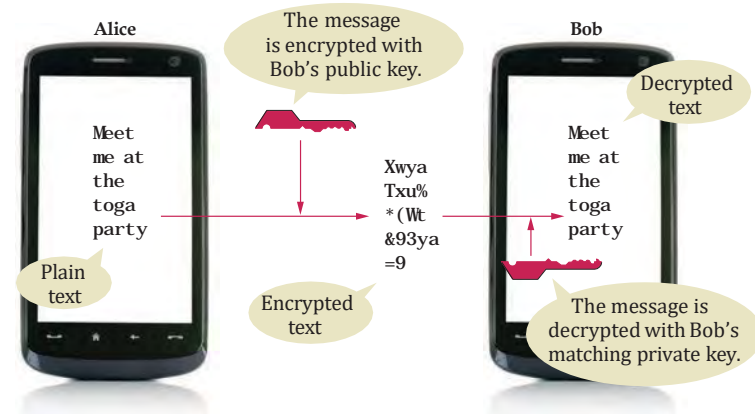 Alice
The message
is encrypted with
Bob's public key.
Bob
Decrypted
text
Meet
me at
the
toga
party
Plain
text
Xwya
Txu%
*(Wt
&93ya
=9
Encrypted
text
Meet
me at
the
toga
party
The message is
decrypted with Bob's
matching private key.